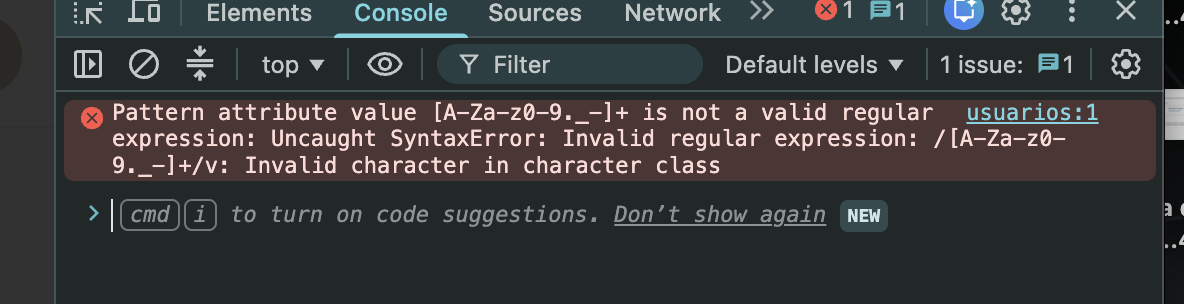 Elements Console Sources Network 1 1
top Filter Default levels 1 issue: 1
Pattern attribute value [A-Za-z0-9._-]+ is not a valid regular usuarios:1
expression: Uncaught SyntaxError: Invalid regular expression: /[A-Za-z0-
9._-]+/v: Invalid character in character class
cmd i to turn on code suggestions. Don't show again NEW